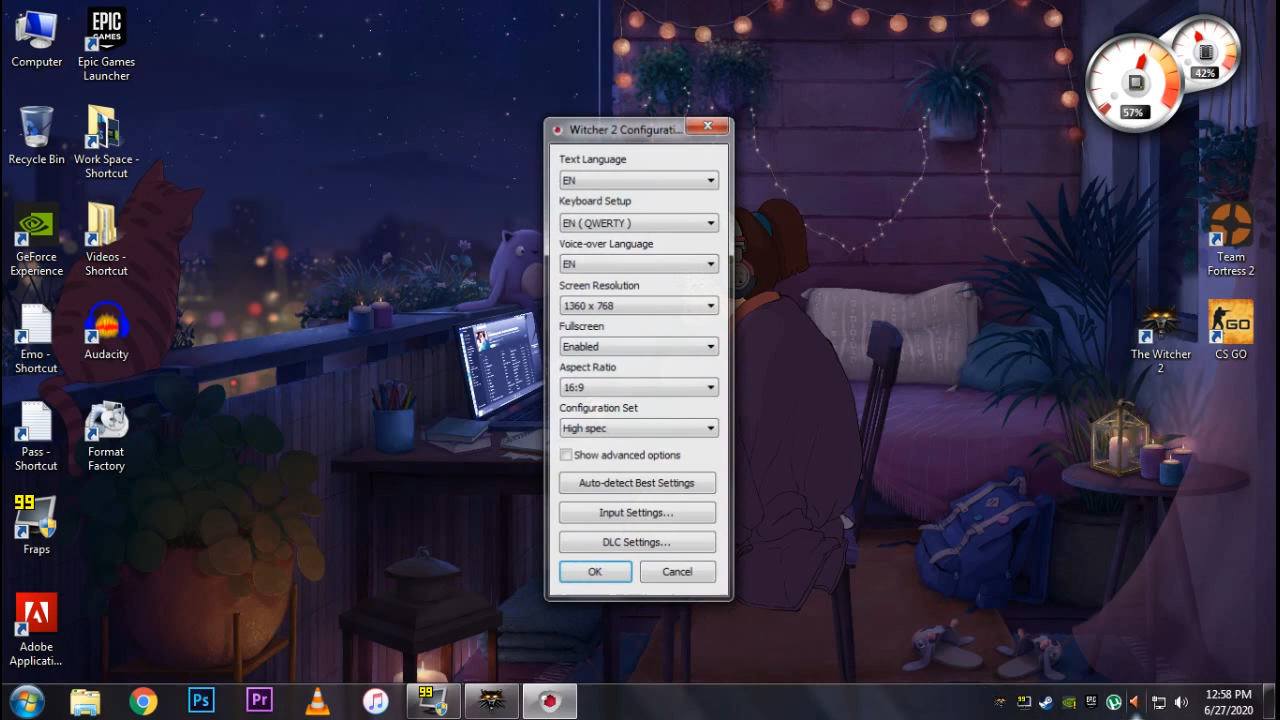 Computer
EPIC
GAMES
Epic Games
Launcher
Recycle Bin
Work Space -
Shortcut
GeForce
Experience
Videos -
Shortcut
Emo -
Shortcut
Audacity
Pass -
Shortcut
Format
Factory
99
Fraps
Adobe
Applicati...
Witcher 2 Configurati...
Text Language
EN
Keyboard Setup
EN ( QWERTY )
Voice-over Language
EN
Screen Resolution
1360 x 768
Fullscreen
Enabled
Aspect Ratio
16:9
Configuration Set
High spec
Show advanced options
Auto-detect Best Settings
Input Settings...
DLC Settings...
OK
Cancel
42%
57%
Team
Fortress 2
The Witcher
2
GO
CS GO
Ps
Pr
99
99
EPIC
12:58 PM
6/27/2020